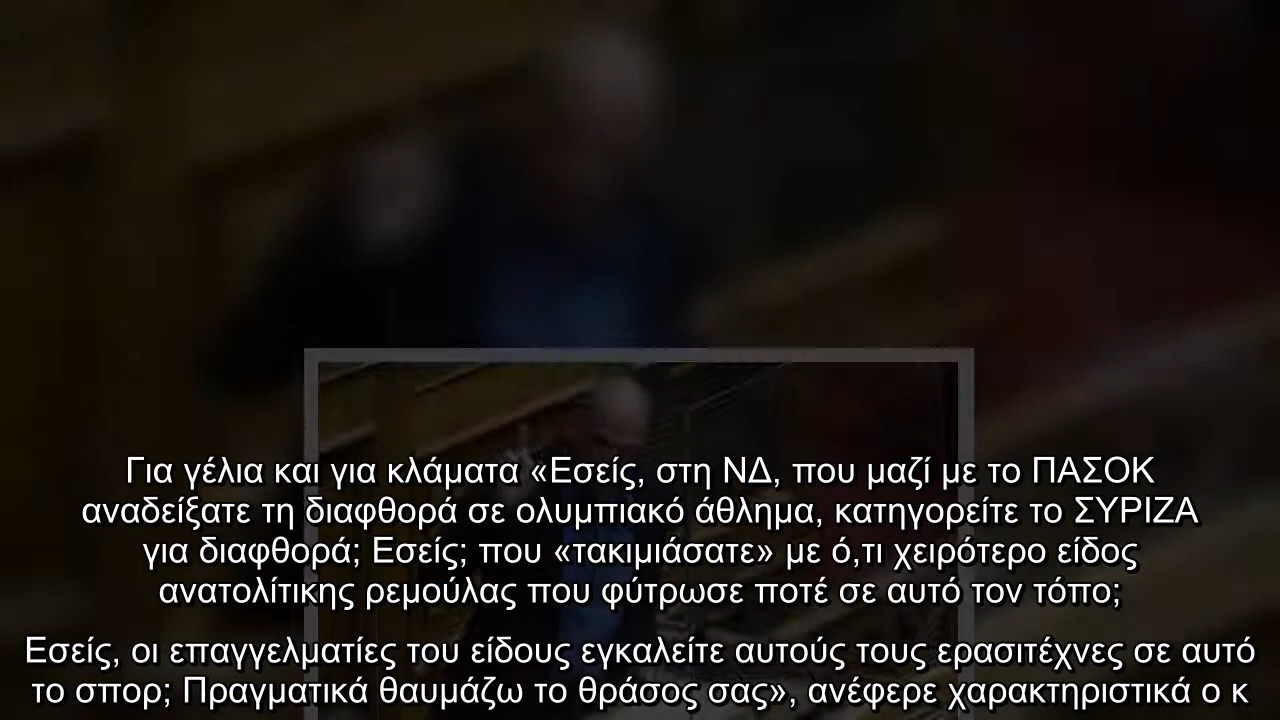 Για γέλια και για κλάματα «Εσείς, στη ΝΔ, που μαζί με το ΠΑΣΟΚ
αναδείξατε τη διαφθορά σε ολυμπιακό άθλημα, κατηγορείτε το ΣΥΡΙΖΑ
για διαφθορά; Εσείς; που «τακιμιάσατε» με ό,τι χειρότερο είδος
ανατολίτικης ρεμούλας που φύτρωσε ποτέ σε αυτό τον τόπο;
Εσείς, οι επαγγελματίες του είδους εγκαλείτε αυτούς τους ερασιτέχνες σε αυτό
το σπορ; Πραγματικά θαυμάζω το θράσος σας», ανέφερε χαρακτηριστικά ο κ